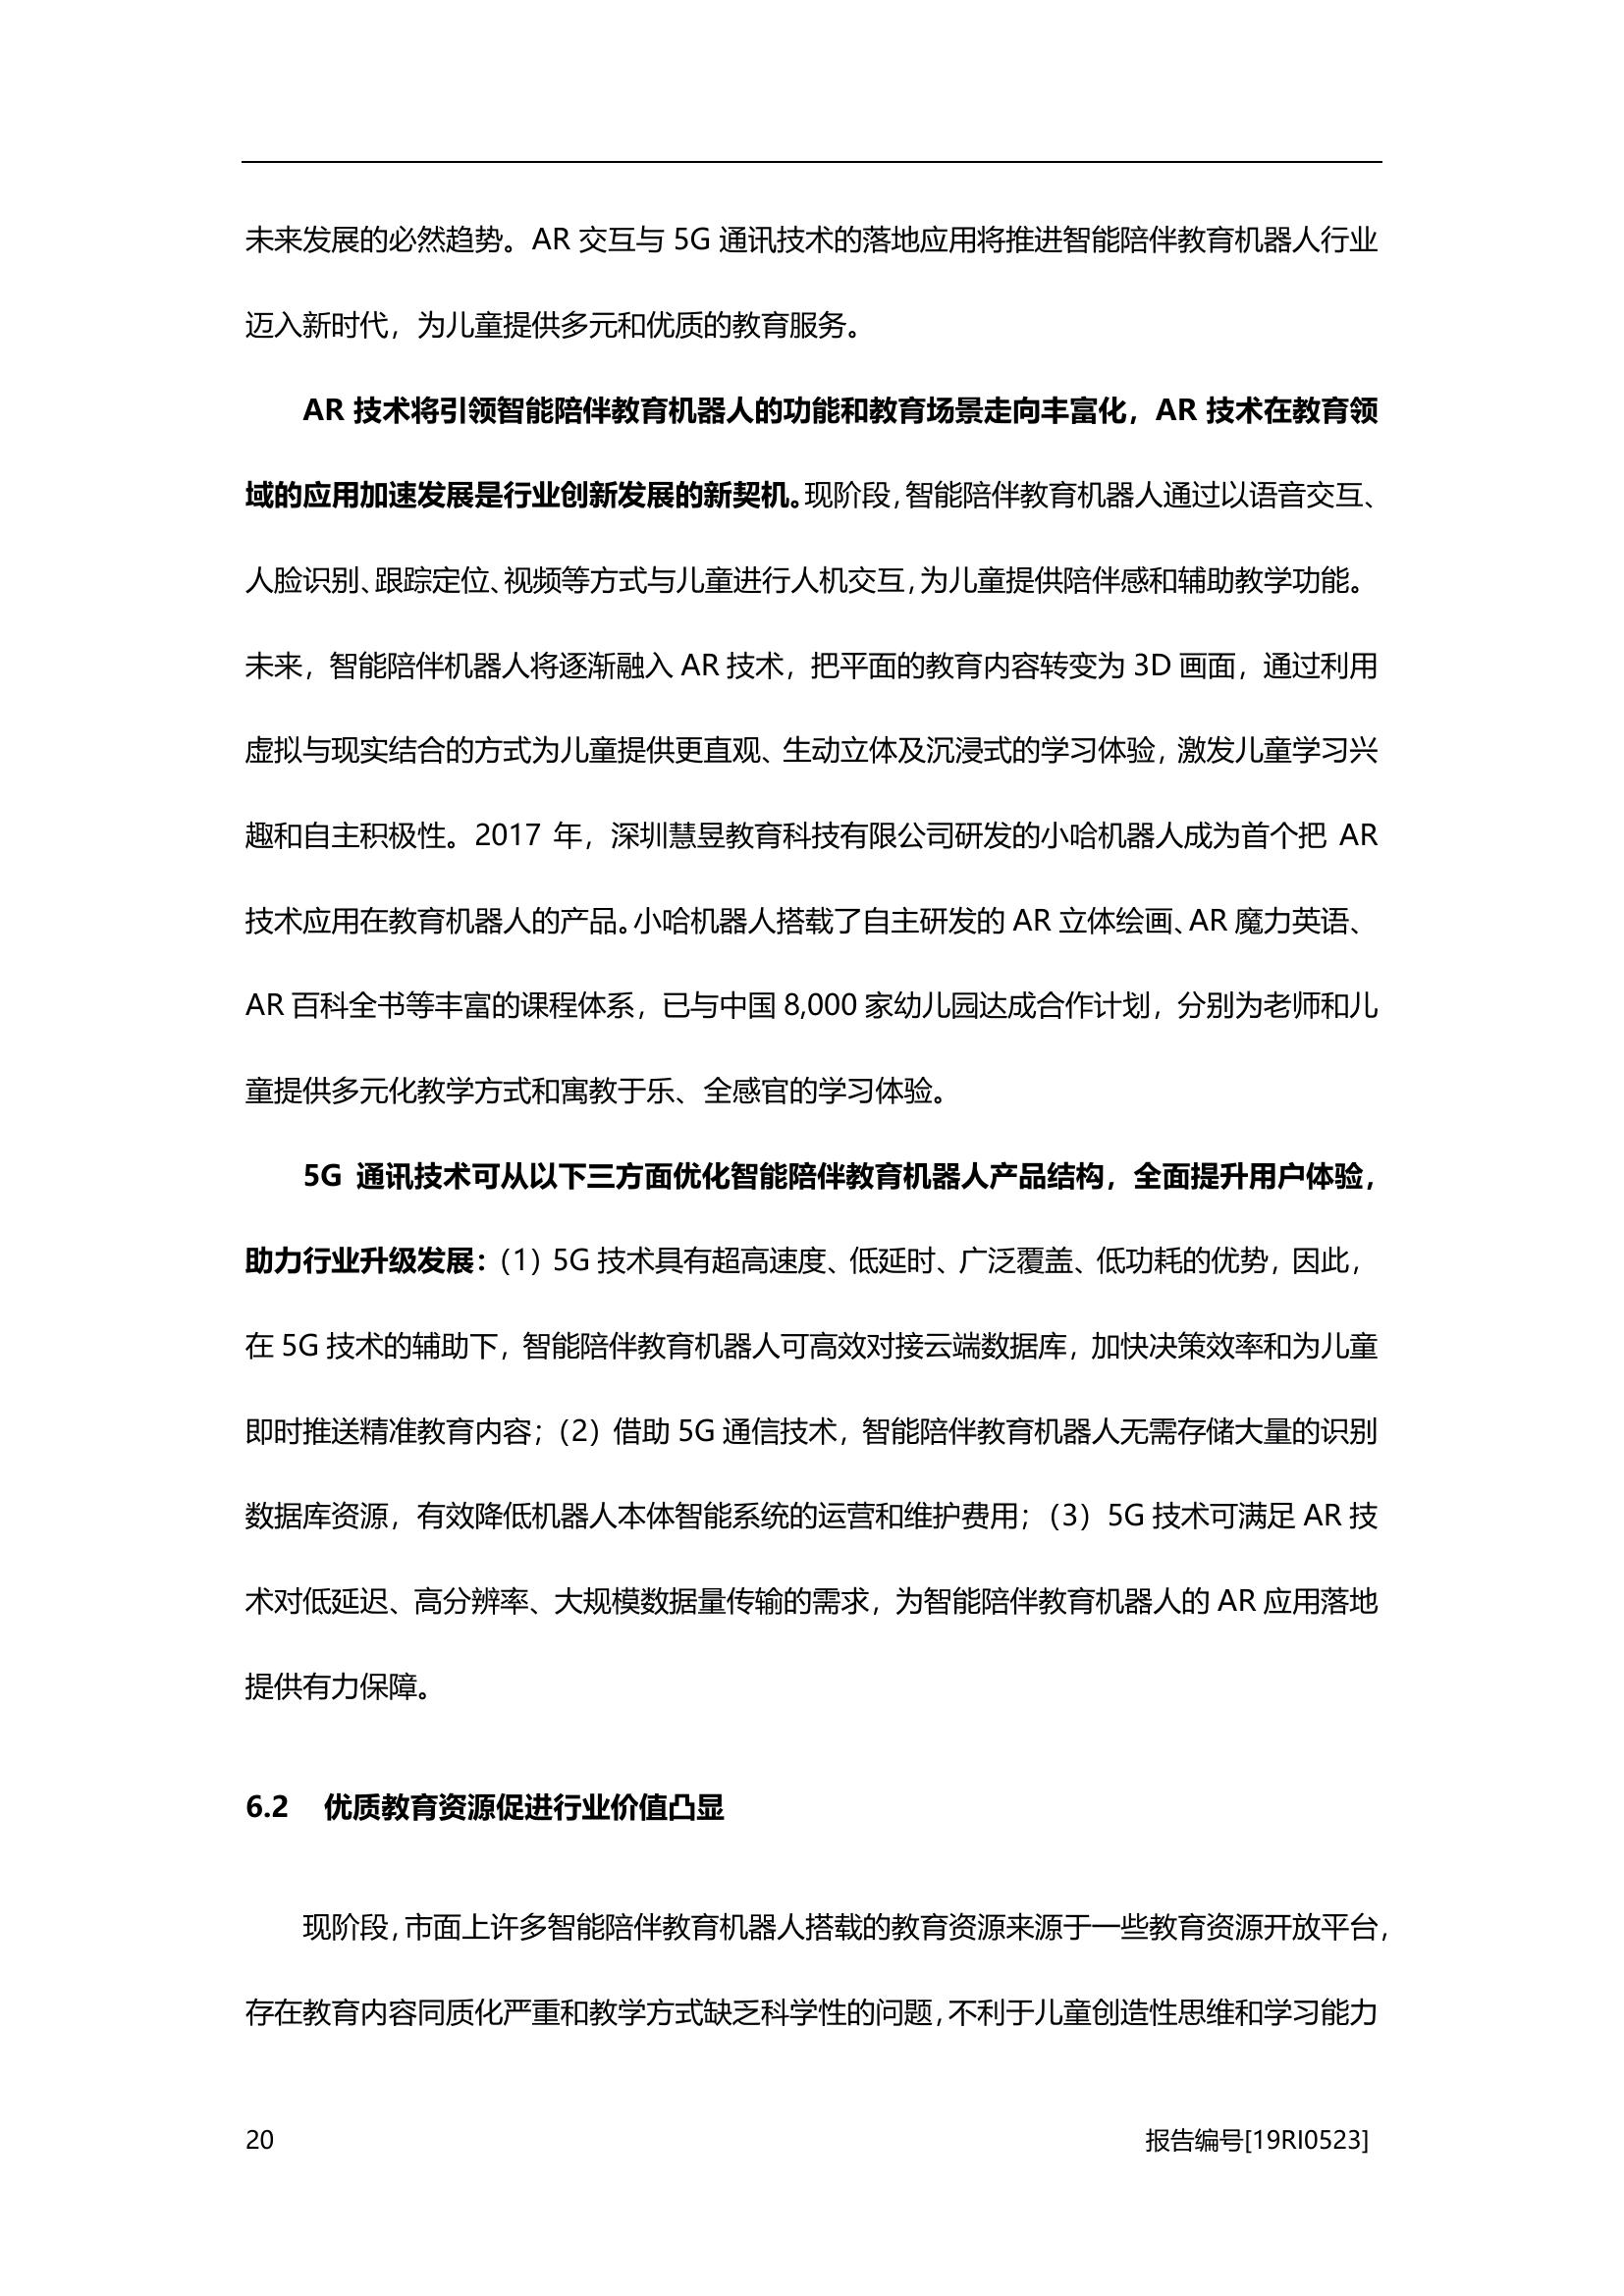 未来发展的必然趋势。AR 交互与 5G 通讯技术的落地应用将推进智能陪伴教育机器人行业
迈入新时代，为儿童提供多元和优质的教育服务。
AR 技术将引领智能陪伴教育机器人的功能和教育场景走向丰富化，AR 技术在教育领
域的应用加速发展是行业创新发展的新契机。现阶段，智能陪伴教育机器人通过以语音交互、
人脸识别、跟踪定位、视频等方式与儿童进行人机交互，为儿童提供陪伴感和辅助教学功能。
未来，智能陪伴机器人将逐渐融入 AR 技术，把平面的教育内容转变为 3D 画面，通过利用
虚拟与现实结合的方式为儿童提供更直观、生动立体及沉浸式的学习体验，激发儿童学习兴
趣和自主积极性。2017 年，深圳慧昱教育科技有限公司研发的小哈机器人成为首个把 AR
技术应用在教育机器人的产品。小哈机器人搭载了自主研发的 AR 立体绘画、AR 魔力英语、
AR 百科全书等丰富的课程体系，已与中国 8,000 家幼儿园达成合作计划，分别为老师和儿
童提供多元化教学方式和寓教于乐、全感官的学习体验。
5G 通讯技术可从以下三方面优化智能陪伴教育机器人产品结构，全面提升用户体验，
助力行业升级发展：（1）5G 技术具有超高速度、低延时、广泛覆盖、低功耗的优势，因此，
在 5G 技术的辅助下，智能陪伴教育机器人可高效对接云端数据库，加快决策效率和为儿童
即时推送精准教育内容；（2）借助 5G 通信技术，智能陪伴教育机器人无需存储大量的识别
数据库资源，有效降低机器人本体智能系统的运营和维护费用；（3）5G 技术可满足 AR 技
术对低延迟、高分辨率、大规模数据量传输的需求，为智能陪伴教育机器人的 AR 应用落地
提供有力保障。
6.2 优质教育资源促进行业价值凸显
现阶段，市面上许多智能陪伴教育机器人搭载的教育资源来源于一些教育资源开放平台，
存在教育内容同质化严重和教学方式缺乏科学性的问题，不利于儿童创造性思维和学习能力
20 报告编号[19RI0523]